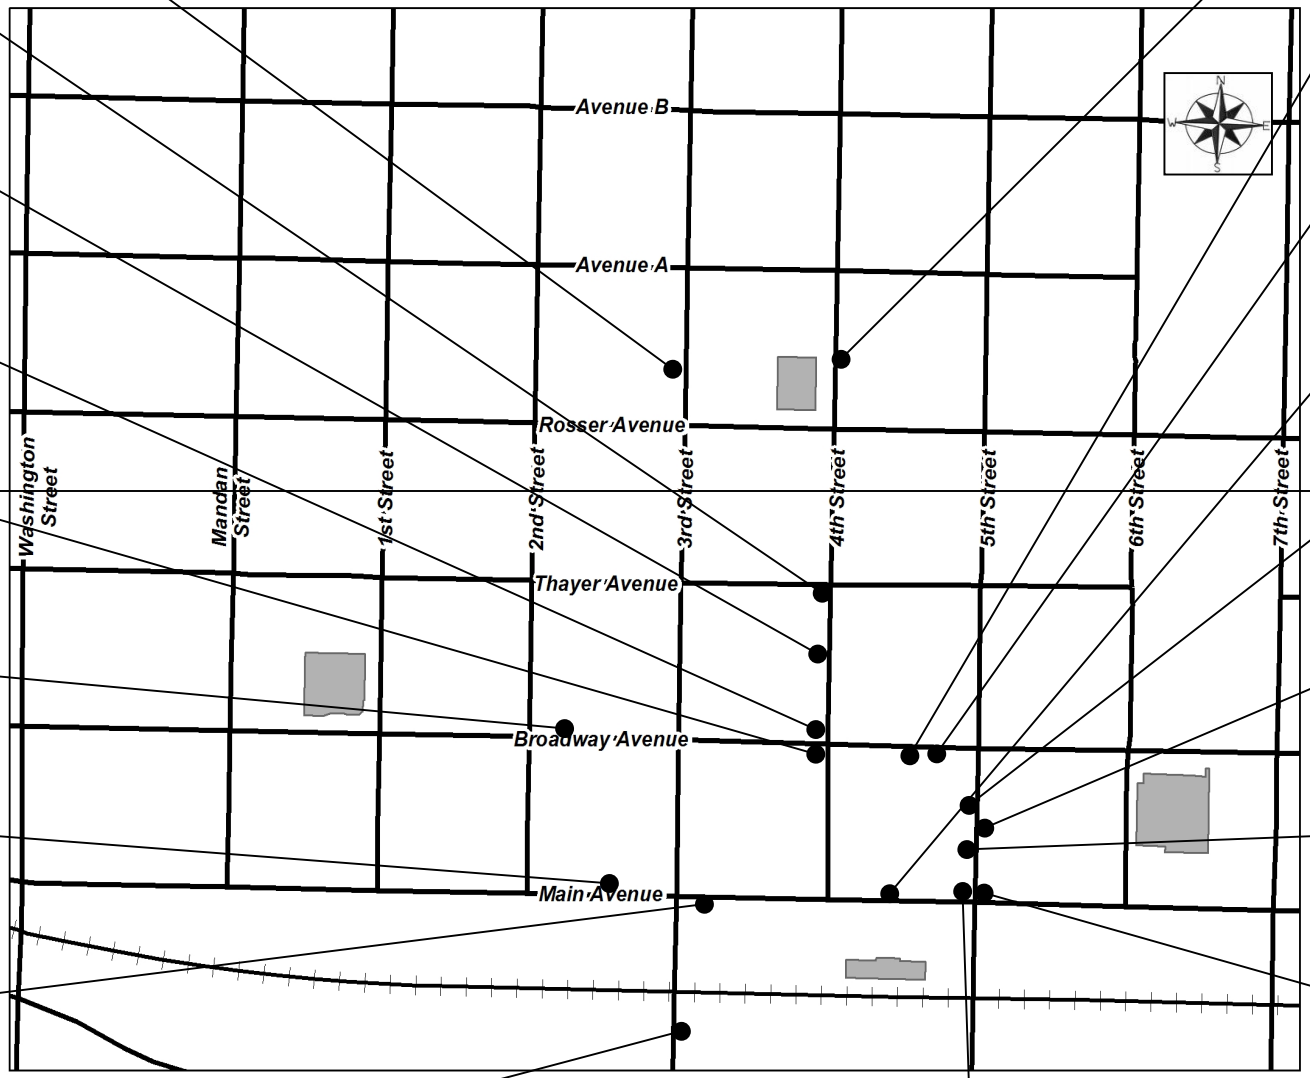 N
W
E
S
Avenue B
Avenue A
Rosser Avenue
Washington
Street
Mandan
Street
1st Street
2nd Street
3rd Street
4th Street
5th Street
6th Street
7th Street
Thayer Avenue
Broadway Avenue
Main Avenue